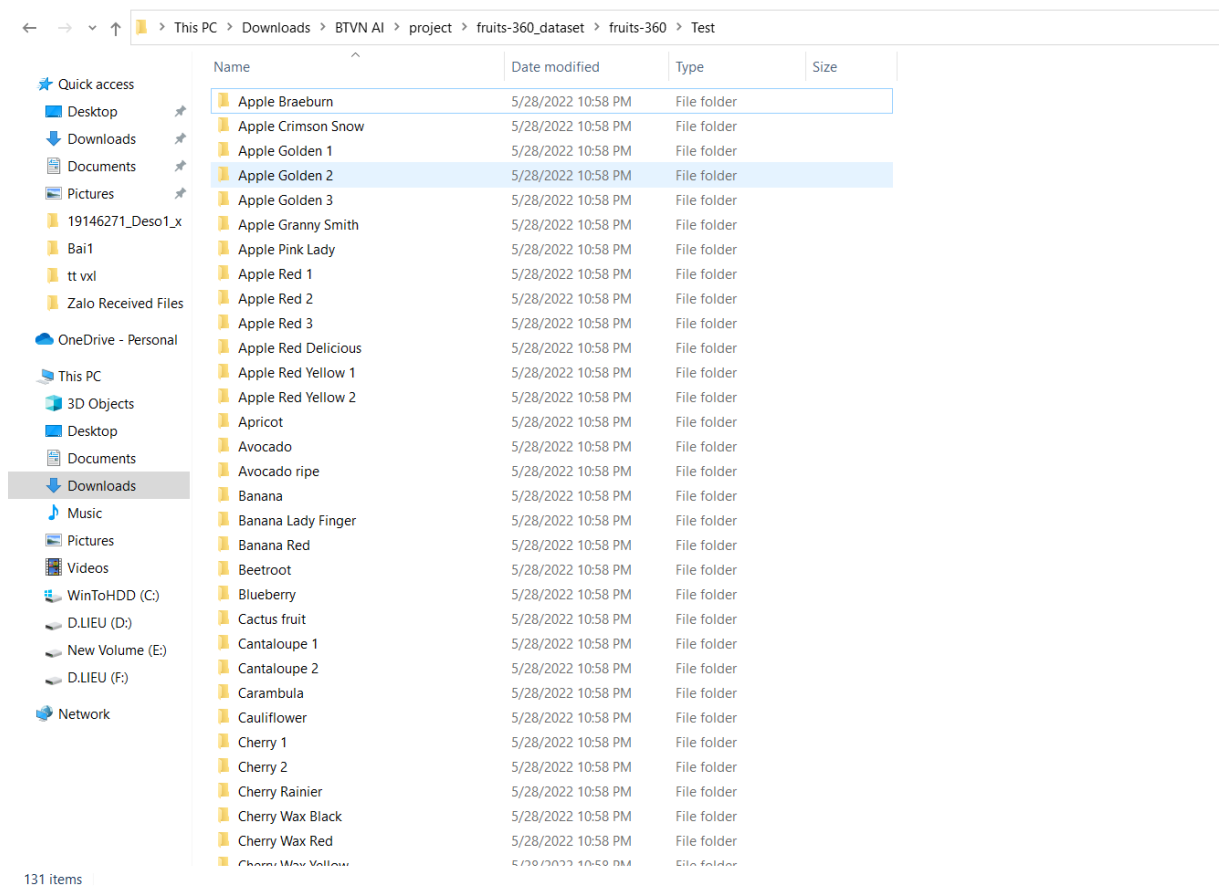 This PC > Downloads > BTVN AI > project > fruits-360_dataset > fruits-360 > Test
Name Date modified Type Size
Quick access
Desktop
Downloads
Documents
Pictures
19146271_Deso1_x
Bai1
tt vxl
Zalo Received Files
OneDrive - Personal
This PC
3D Objects
Desktop
Documents
Downloads
Music
Pictures
Videos
WinToHDD (C:)
D.LIEU (D:)
New Volume (E:)
D.LIEU (F:)
Network
Apple Braeburn 5/28/2022 10:58 PM File folder
Apple Crimson Snow 5/28/2022 10:58 PM File folder
Apple Golden 1 5/28/2022 10:58 PM File folder
Apple Golden 2 5/28/2022 10:58 PM File folder
Apple Golden 3 5/28/2022 10:58 PM File folder
Apple Granny Smith 5/28/2022 10:58 PM File folder
Apple Pink Lady 5/28/2022 10:58 PM File folder
Apple Red 1 5/28/2022 10:58 PM File folder
Apple Red 2 5/28/2022 10:58 PM File folder
Apple Red 3 5/28/2022 10:58 PM File folder
Apple Red Delicious 5/28/2022 10:58 PM File folder
Apple Red Yellow 1 5/28/2022 10:58 PM File folder
Apple Red Yellow 2 5/28/2022 10:58 PM File folder
Apricot 5/28/2022 10:58 PM File folder
Avocado 5/28/2022 10:58 PM File folder
Avocado ripe 5/28/2022 10:58 PM File folder
Banana 5/28/2022 10:58 PM File folder
Banana Lady Finger 5/28/2022 10:58 PM File folder
Banana Red 5/28/2022 10:58 PM File folder
Beetroot 5/28/2022 10:58 PM File folder
Blueberry 5/28/2022 10:58 PM File folder
Cactus fruit 5/28/2022 10:58 PM File folder
Cantaloupe 1 5/28/2022 10:58 PM File folder
Cantaloupe 2 5/28/2022 10:58 PM File folder
Carambula 5/28/2022 10:58 PM File folder
Cauliflower 5/28/2022 10:58 PM File folder
Cherry 1 5/28/2022 10:58 PM File folder
Cherry 2 5/28/2022 10:58 PM File folder
Cherry Rainier 5/28/2022 10:58 PM File folder
Cherry Wax Black 5/28/2022 10:58 PM File folder
Cherry Wax Red 5/28/2022 10:58 PM File folder
Cherry Wax Yellow 5/28/2022 10:58 PM File folder
131 items